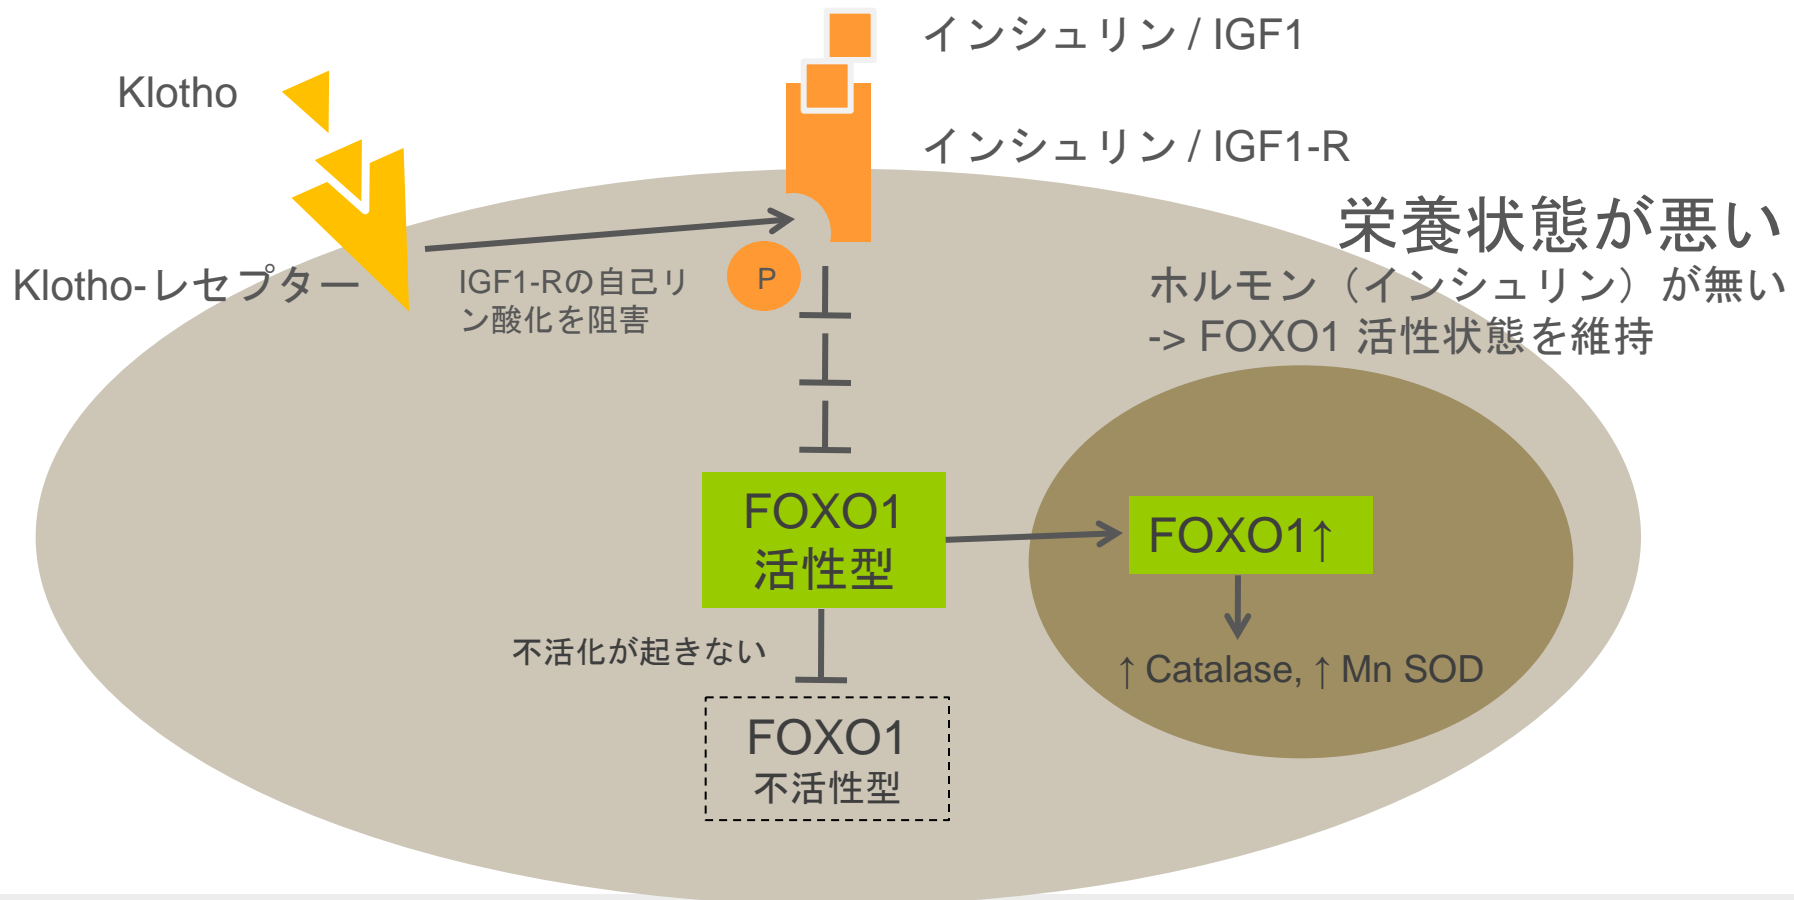 インシュリン / IGF1
Klotho
インシュリン / IGF1-R
栄養状態が悪い
Klotho-レセプター
IGF1-Rの自己リ
ン酸化を阻害
P
ホルモン（インシュリン）が無い
-> FOXO1 活性状態を維持
FOXO1
活性型
FOXO1↑
不活化が起きない
↑ Catalase, ↑ Mn SOD
FOXO1
不活性型